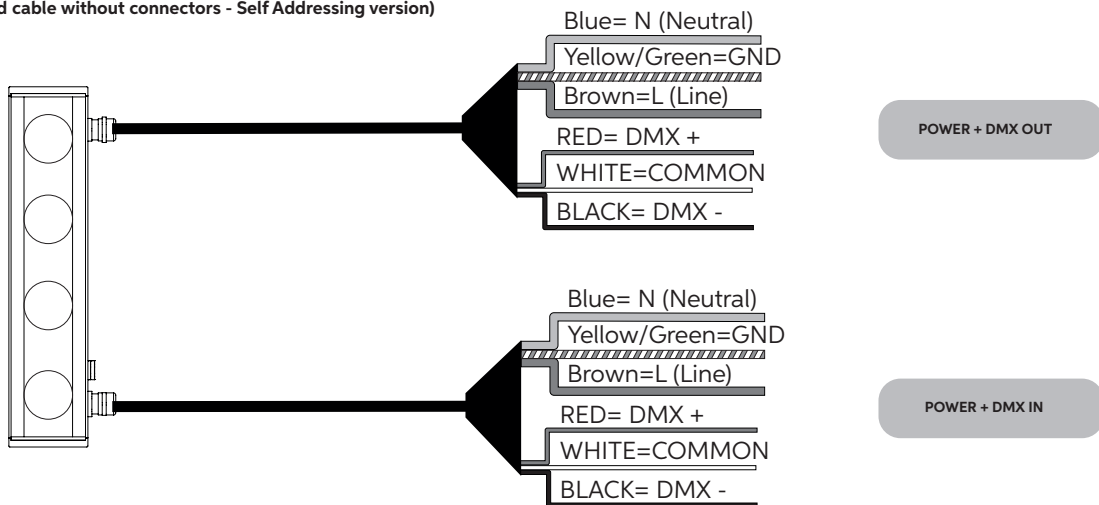 d cable without connectors - Self Addressing version)
Blue= N (Neutral)
Yellow/Green=GND
Brown=L (Line)
RED= DMX +
WHITE=COMMON
BLACK= DMX -
POWER + DMX OUT
Blue= N (Neutral)
Yellow/Green=GND
Brown=L (Line)
RED= DMX +
WHITE=COMMON
BLACK= DMX -
POWER + DMX IN